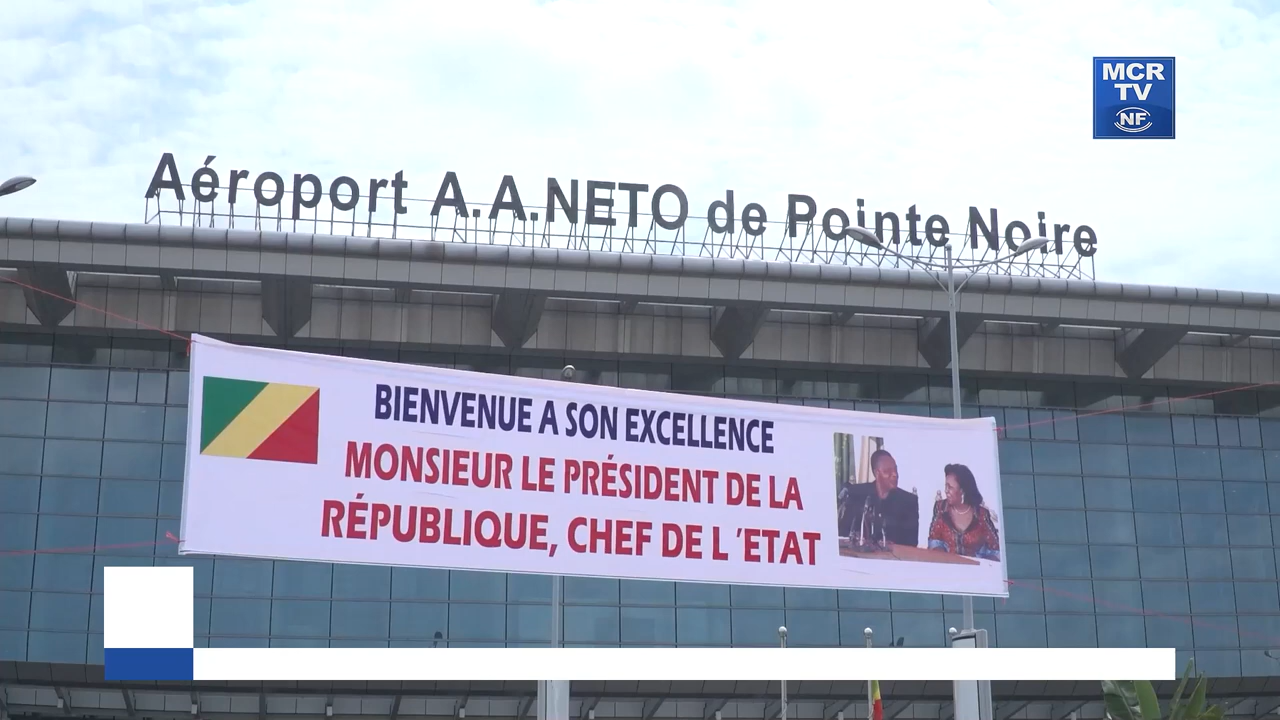 MCR
TV
NF
Aéroport A.A.NETO de Pointe Noire
BIENVENUE A SON EXCELLENCE
MONSIEUR LE PRÉSIDENT DE LA
RÉPUBLIQUE, CHEF DE L ´ETAT